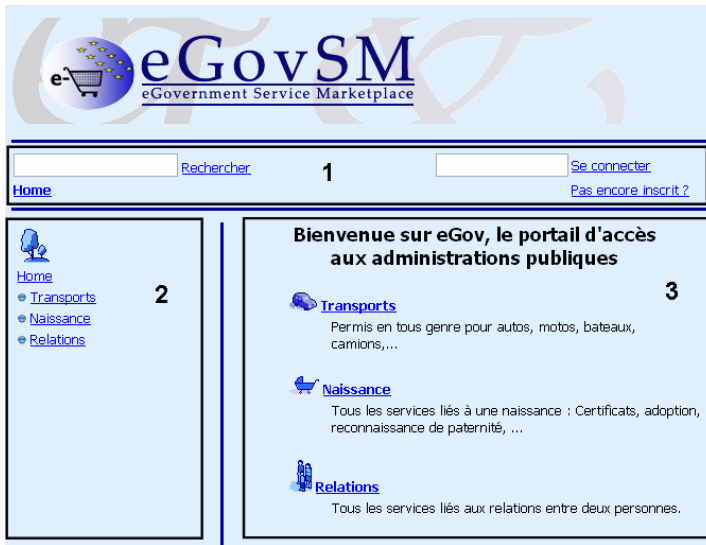 e-
eGovSM
eGovernment Service Marketplace
Rechercher
1
Se connecter
Home
Pas encore inscrit ?
Home
Transports
Naissance
Relations
2
Bienvenue sur eGov, le portail d'accès
aux administrations publiques
3
Transports
Permis en tous genre pour autos, motos, bateaux,
camions,...
Naissance
Tous les services liés à une naissance : Certificats, adoption,
reconnaissance de paternité, ...
Relations
Tous les services liés aux relations entre deux personnes.